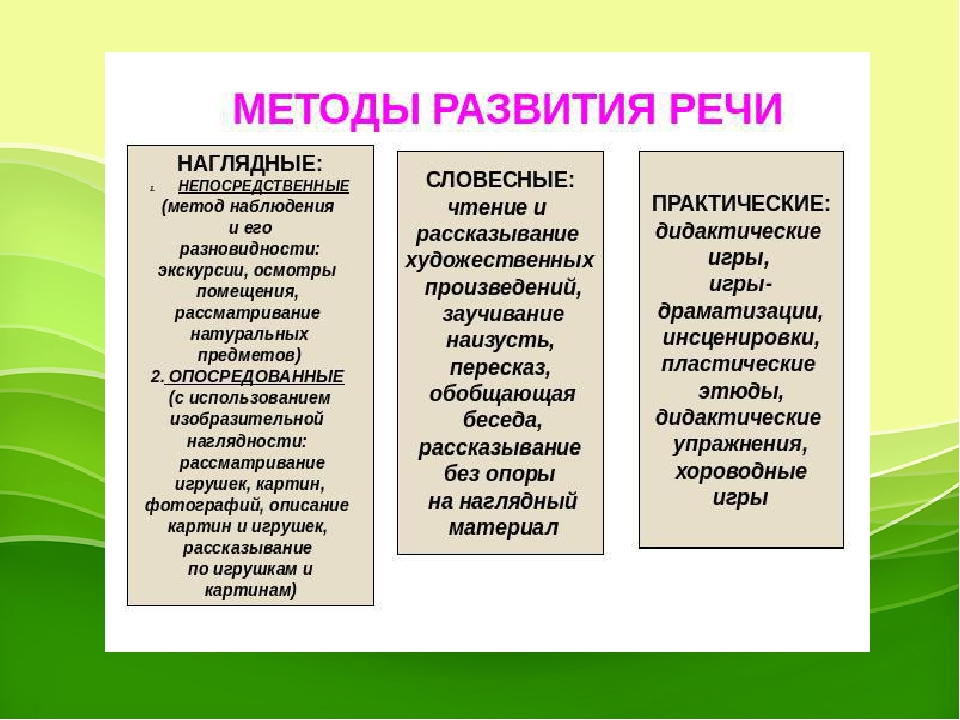 МЕТОДЫ РАЗВИТИЯ РЕЧИ
НАГЛЯДНЫЕ:
1. НЕПОСРЕДСТВЕННЫЕ
(метод наблюдения
и его
разновидности:
экскурсии, осмотры
помещения,
рассматривание
натуральных
предметов)
2. ОПОСРЕДОВАННЫЕ
(с использованием
изобразительной
наглядности:
рассматривание
игрушек, картин,
фотографий, описание
картин и игрушек,
рассказывание
по игрушкам и
картинам)
СЛОВЕСНЫЕ:
чтение и
рассказывание
художественных
произведений,
заучивание
наизусть,
пересказ,
обобщающая
беседа,
рассказывание
без опоры
на наглядный
материал
ПРАКТИЧЕСКИЕ:
дидактические
игры,
игры-
драматизации,
инсценировки,
пластические
этюды,
дидактические
упражнения,
хороводные
игры